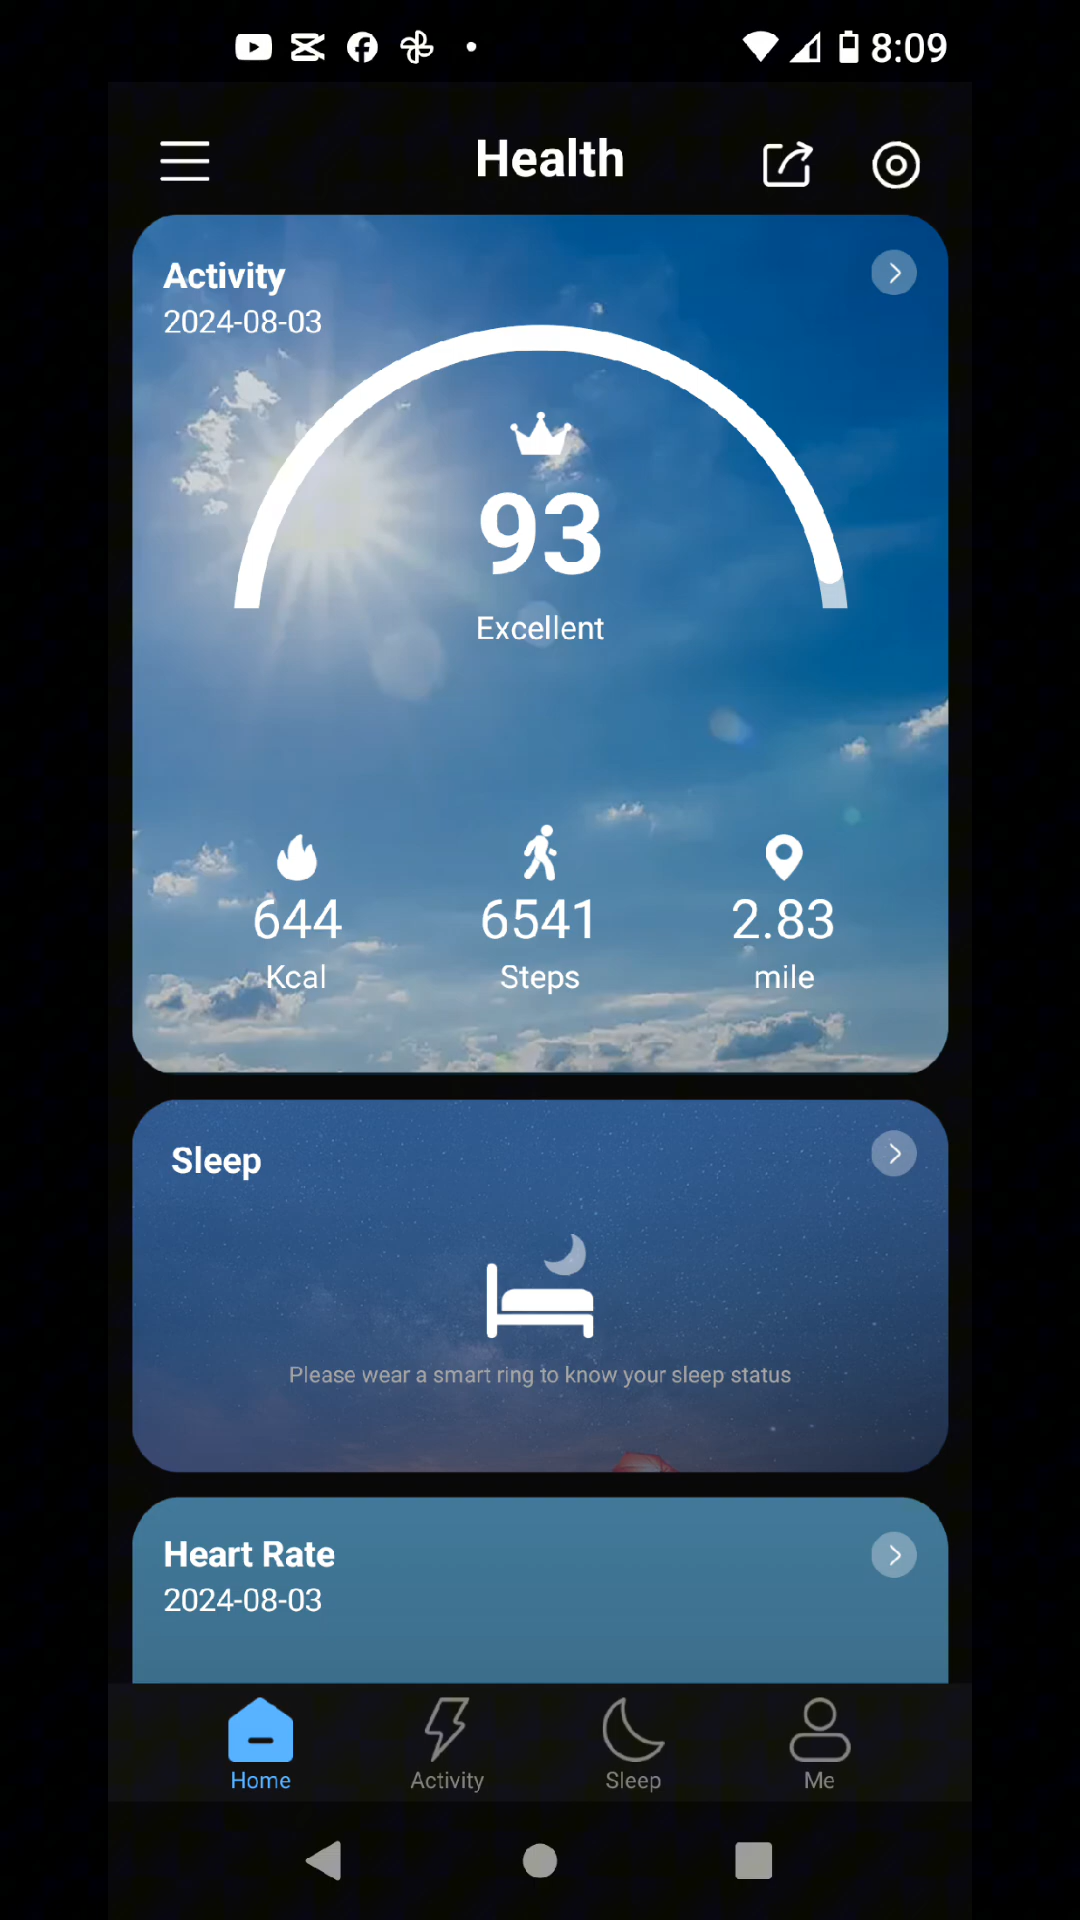 8:09
Health
Activity
2024-08-03
93
Excellent
644 6541 2.83
Kcal Steps mile
Sleep
Please wear a smart ring to know your sleep status
Heart Rate
2024-08-03
Home Activity Sleep Me